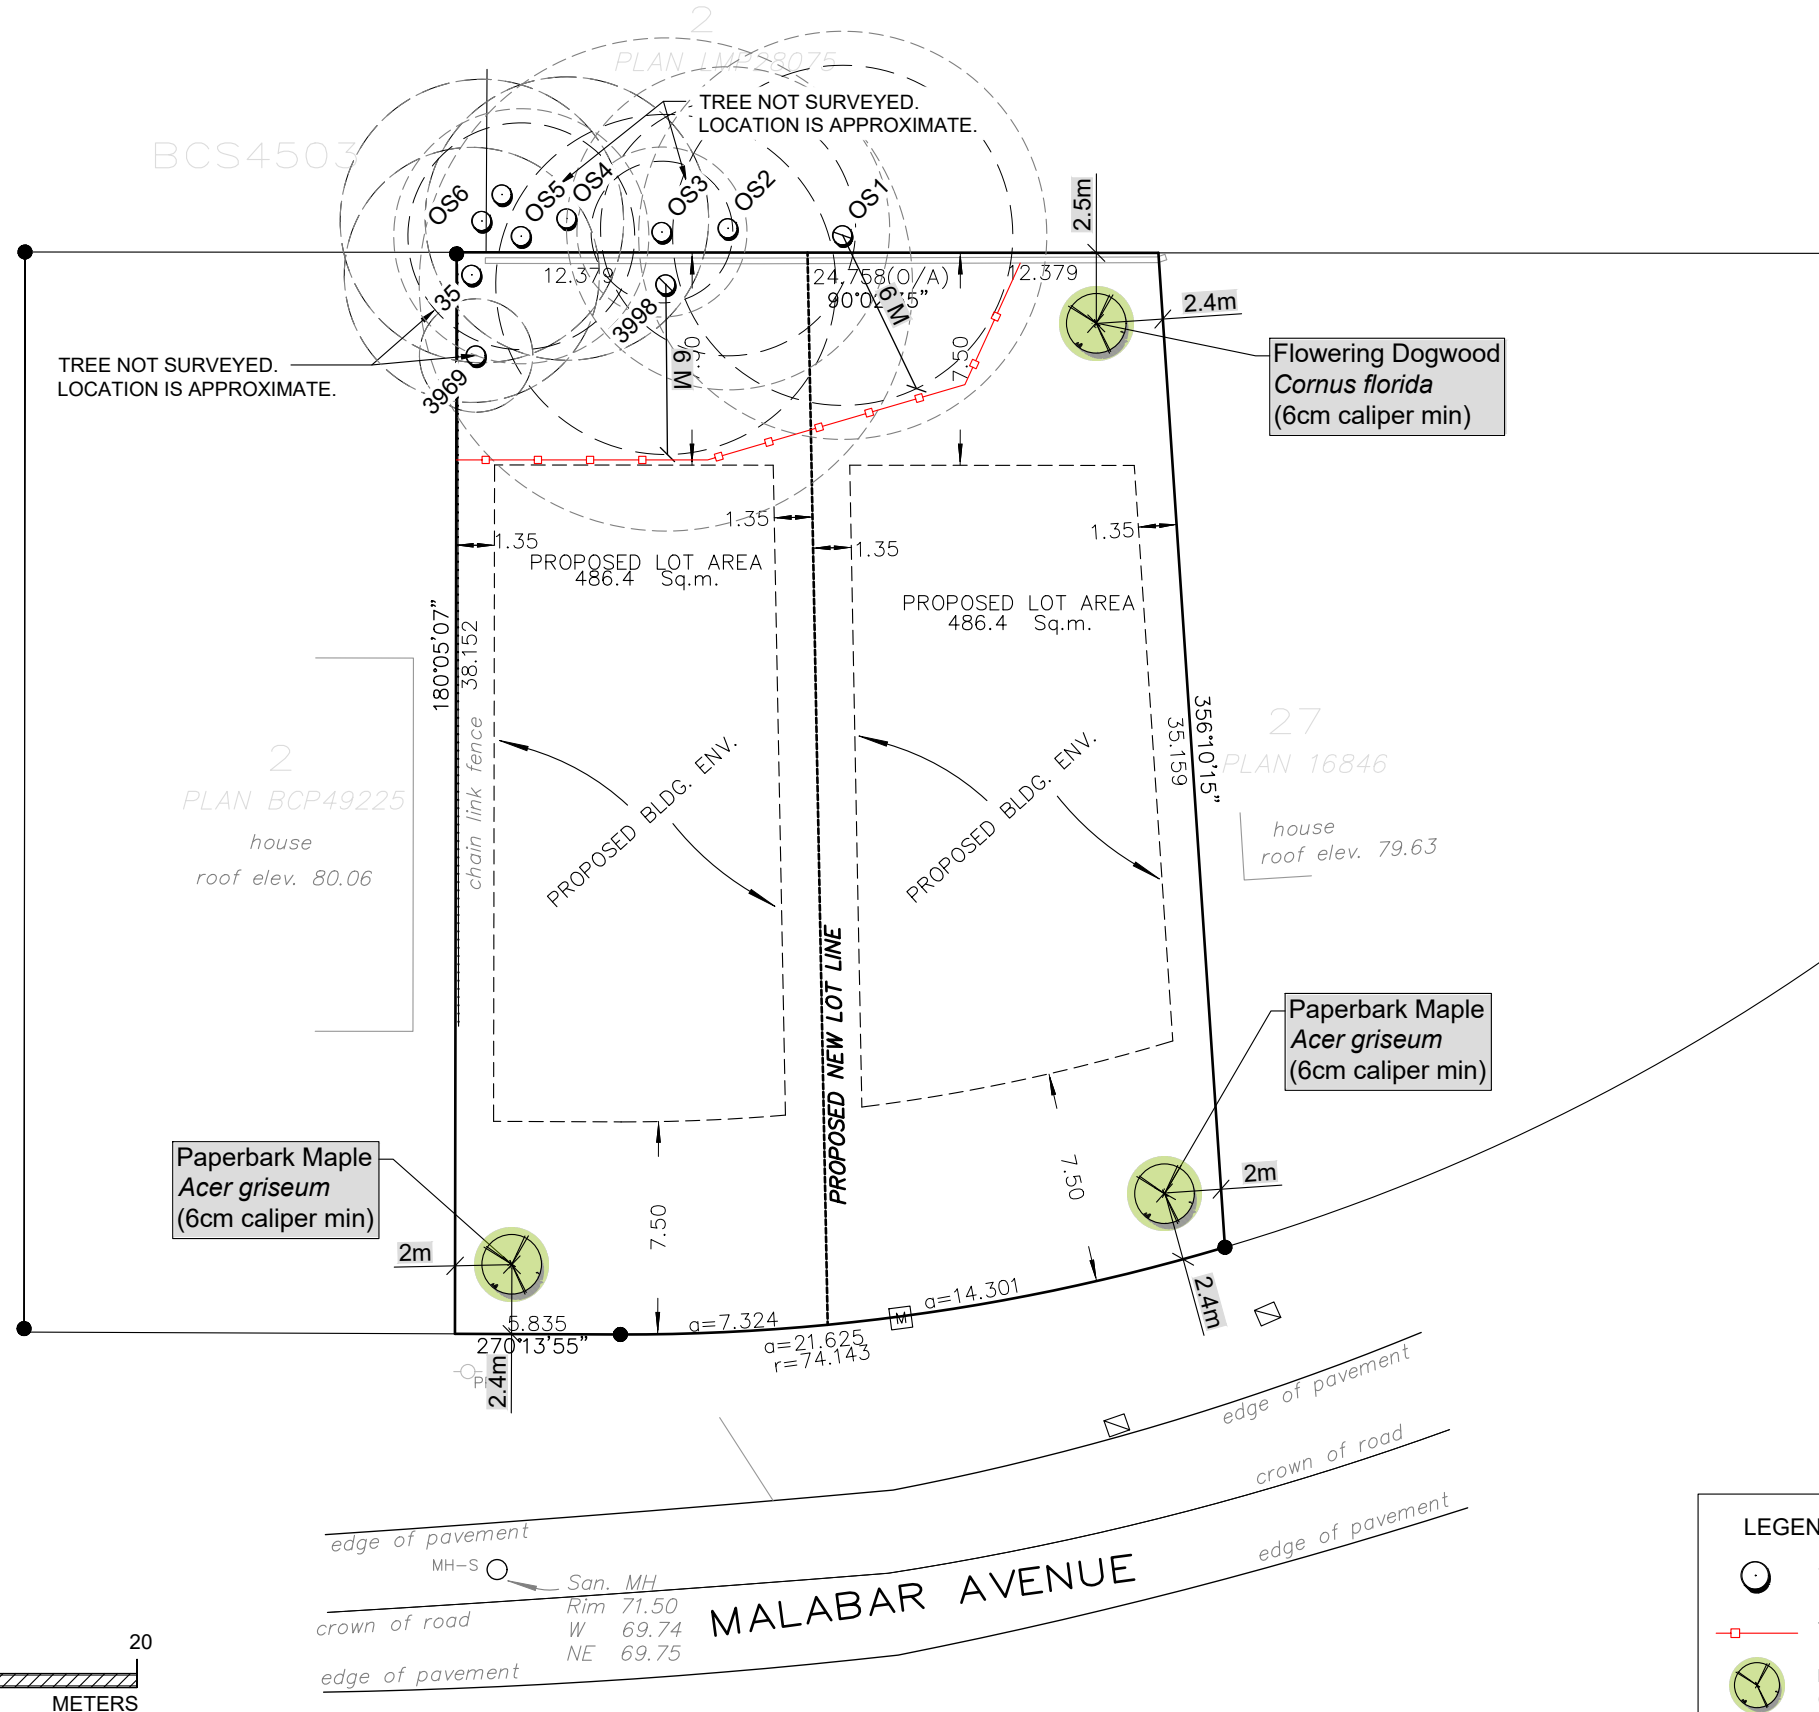 2
PLAN LMP28075
TREE NOT SURVEYED.
LOCATION IS APPROXIMATE.
BCS4503
OS6
OS5
OS4
OS3
OS2
OS1
2.5m
12.379
24.758(O/A)
12.379
6 M
2.4m
35
3998
7.50
6 M
TREE NOT SURVEYED.
LOCATION IS APPROXIMATE.
3969
Flowering Dogwood
Cornus florida
(6cm caliper min)
1.35
1.35
1.35
1.35
PROPOSED LOT AREA
486.4 Sq.m.
PROPOSED LOT AREA
486.4 Sq.m.
180°05'07"
38.152
chain link fence
2
PLAN BCP49225
house
roof elev. 80.06
PROPOSED BLDG. ENV.
PROPOSED BLDG. ENV.
35.159
356°10'15"
27
PLAN 16846
house
roof elev. 79.63
PROPOSED NEW LOT LINE
Paperbark Maple
Acer griseum
(6cm caliper min)
Paperbark Maple
Acer griseum
(6cm caliper min)
7.50
7.50
2m
2m
2.4m
5.835
270°13'55"
2.4m
a=7.324
a=21.625
r=74.143
M
a=14.301
edge of pavement
crown of road
edge of pavement
edge of pavement
MH-S
San. MH
Rim 71.50
W 69.74
NE 69.75
crown of road
edge of pavement
MALABAR AVENUE
20
METERS
LEGEN